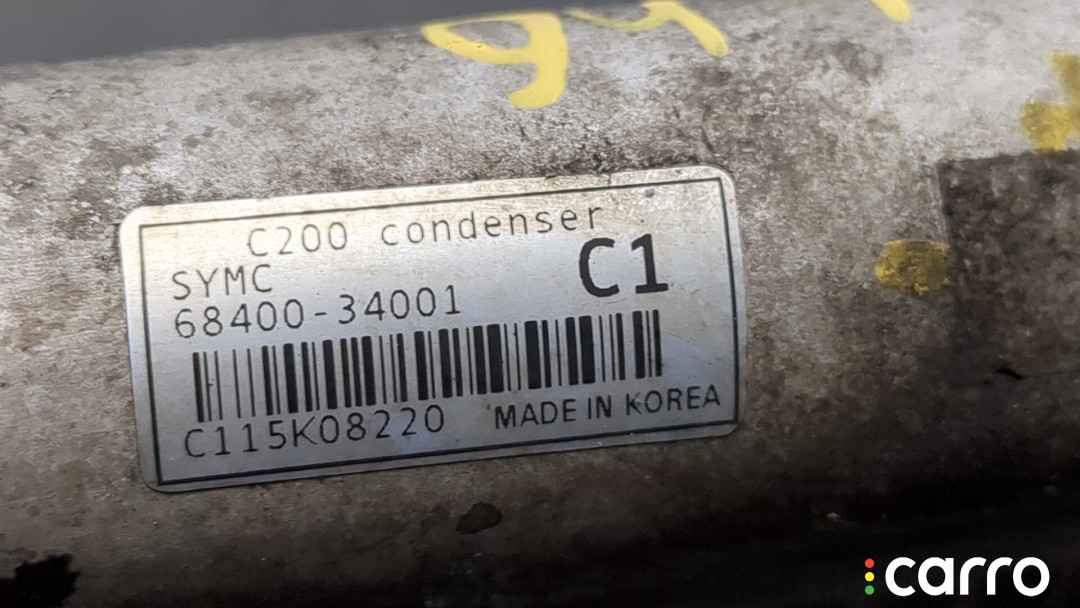 C200 condenser
SYMC
C1
68400-34001
C115K08220 MADE IN KOREA
carro